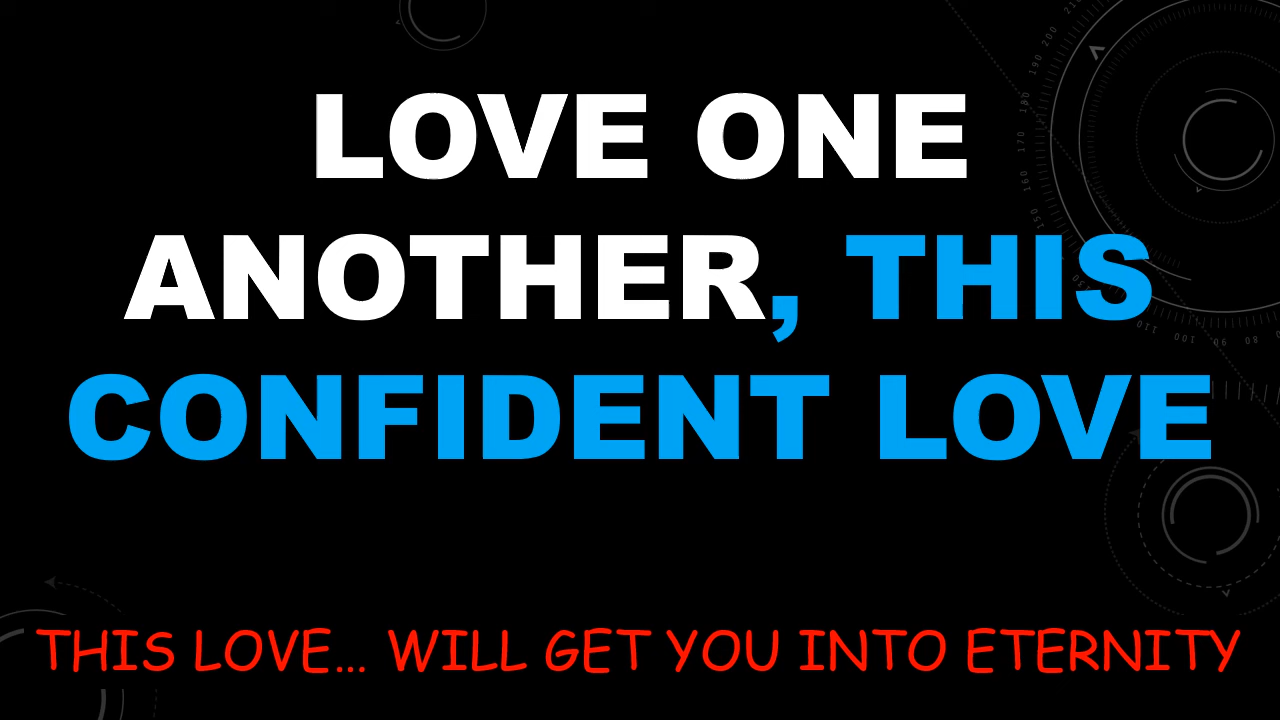 LOVE ONE
ANOTHER, THIS
CONFIDENT LOVE
THIS LOVE... WILL GET YOU INTO ETERNITY